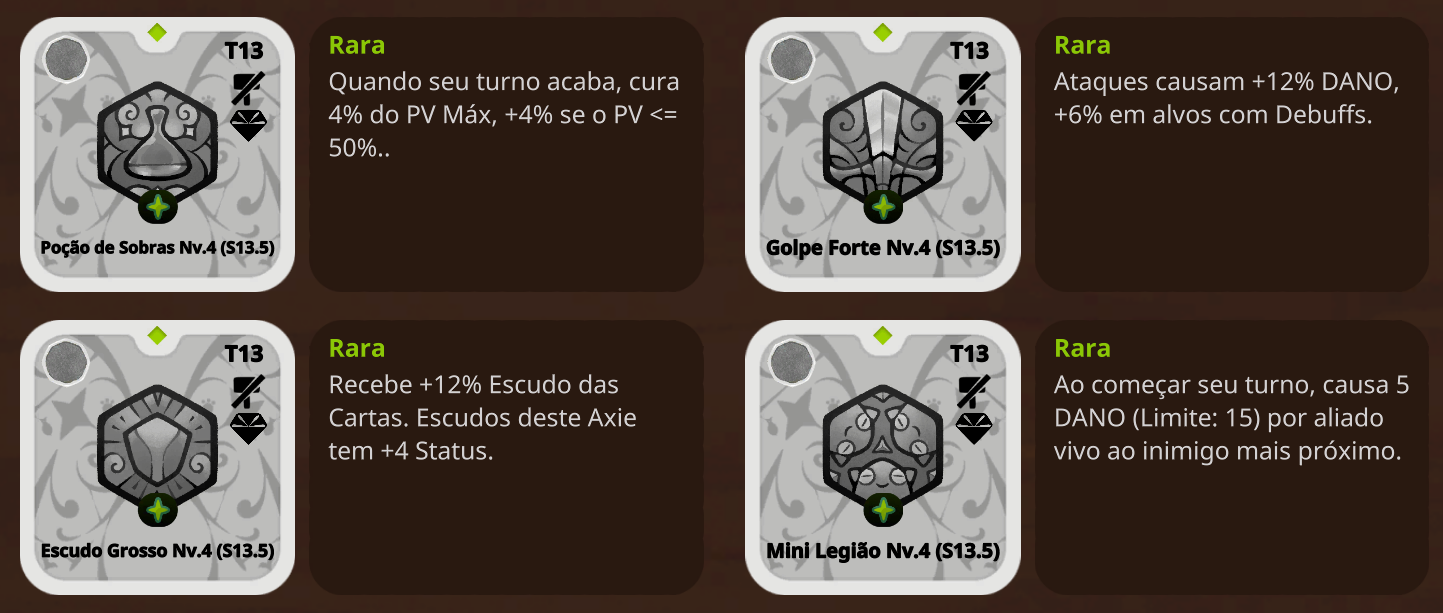 T13
Poção de Sobras Nv.4 (S13.5)
Rara
Quando seu turno acaba, cura
4% do PV Máx, +4% se o PV <=
50%..
T13
Golpe Forte Nv.4 (S13.5)
Rara
Ataques causam +12% DANO,
+6% em alvos com Debuffs.
T13
Escudo Grosso Nv.4 (S13.5)
Rara
Recebe +12% Escudo das
Cartas. Escudos deste Axie
tem +4 Status.
T13
Mini Legião Nv.4 (S13.5)
Rara
Ao começar seu turno, causa 5
DANO (Limite: 15) por aliado
vivo ao inimigo mais próximo.